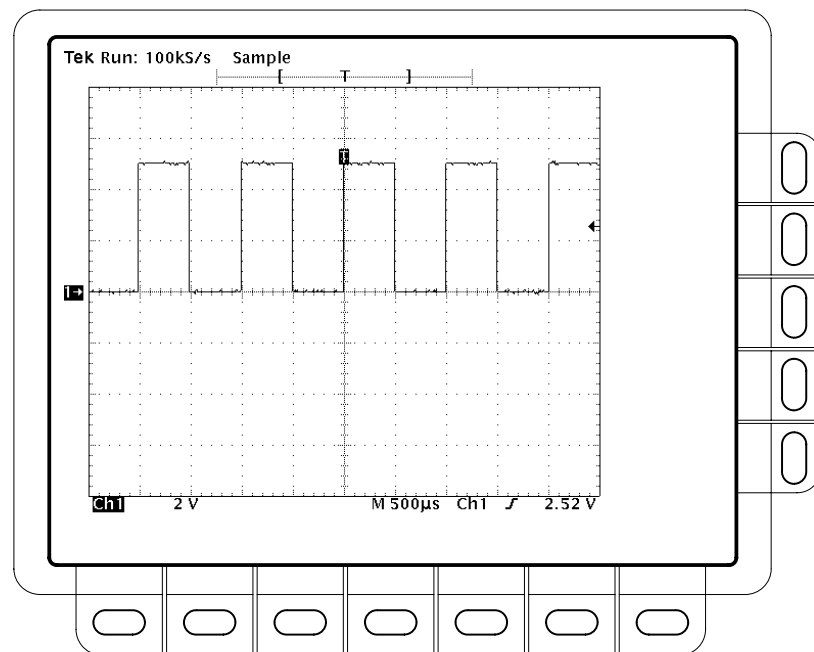 Tek Run: 100kS/s Sample
[ T ]
T
1→
Ch1 2 V M 500µs Ch1 2.52 V